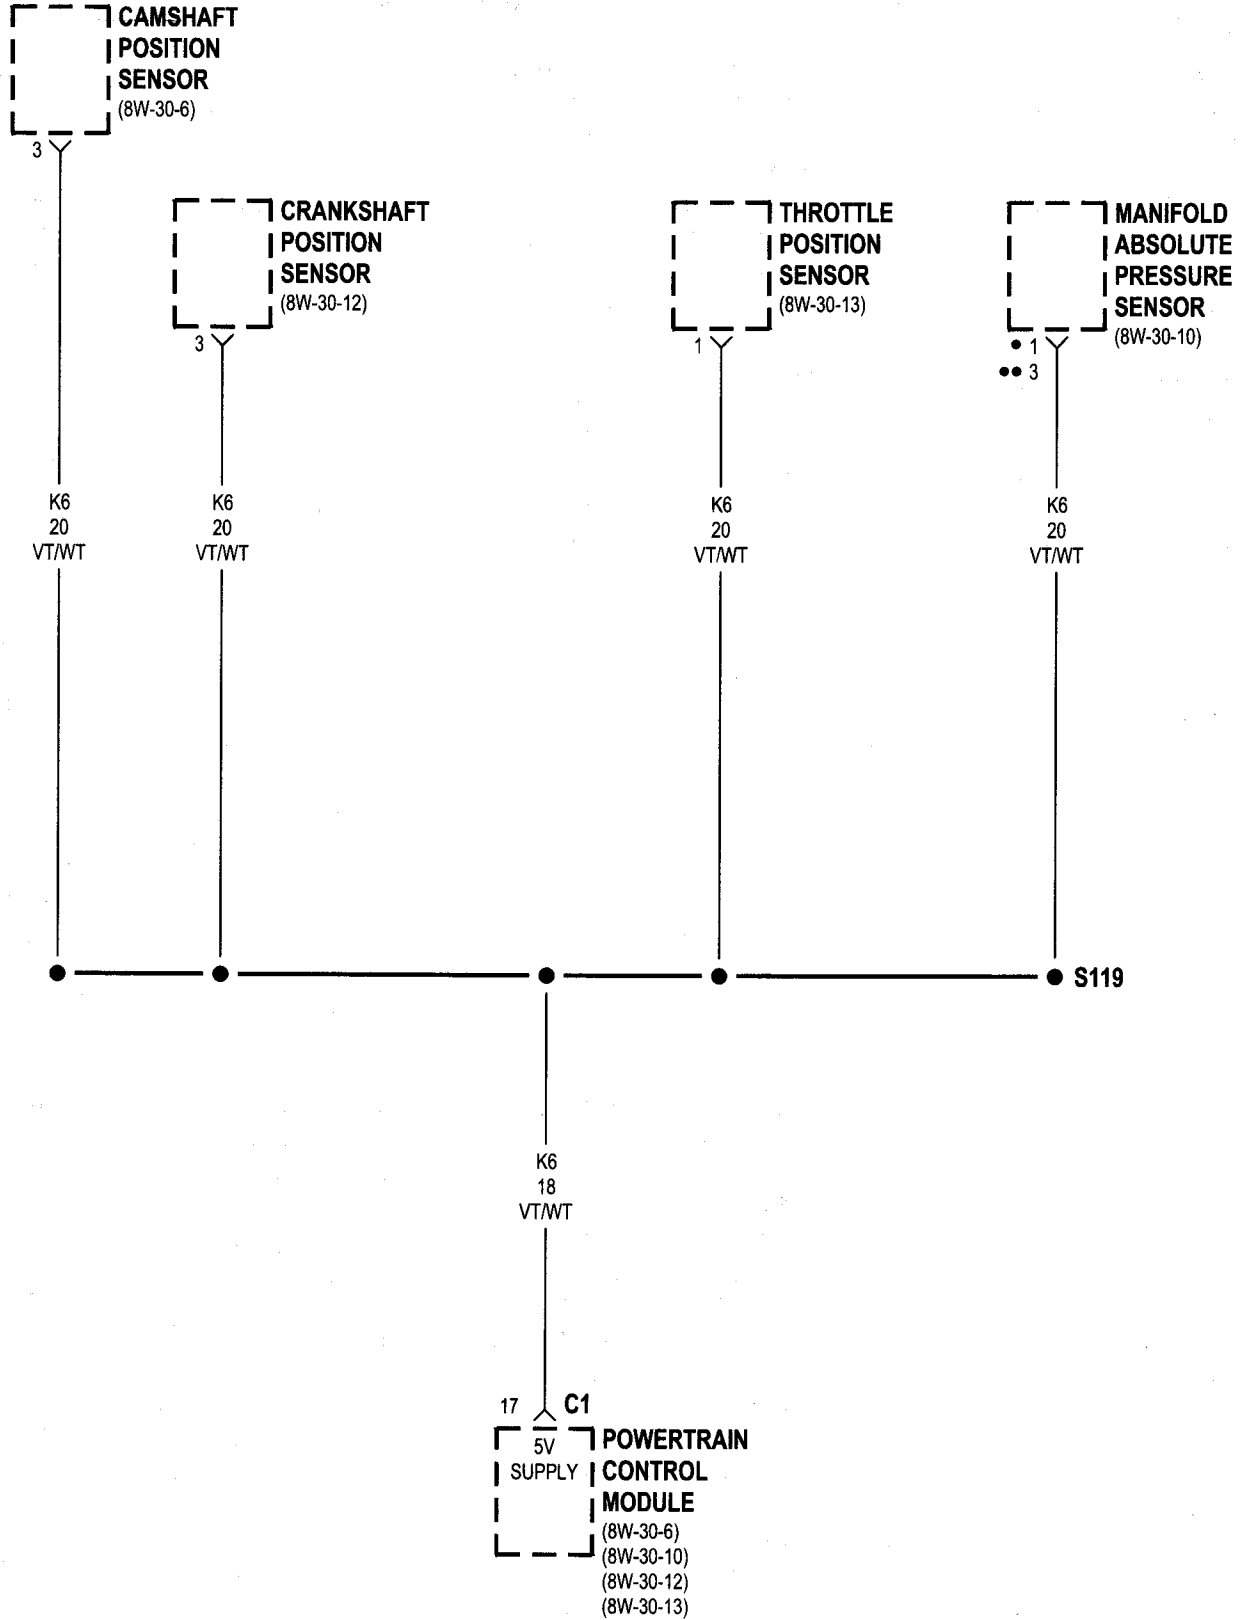 CAMSHAFT
POSITION
SENSOR
(8W-30-6)
3
CRANKSHAFT
POSITION
SENSOR
(8W-30-12)
3
THROTTLE
POSITION
SENSOR
(8W-30-13)
1
MANIFOLD
ABSOLUTE
PRESSURE
SENSOR
(8W-30-10)
• 1
•• 3
K6
20
VT/WT
K6
20
VT/WT
K6
20
VT/WT
K6
20
VT/WT
S119
K6
18
VT/WT
17
C1
5V
SUPPLY
POWERTRAIN
CONTROL
MODULE
(8W-30-6)
(8W-30-10)
(8W-30-12)
(8W-30-13)